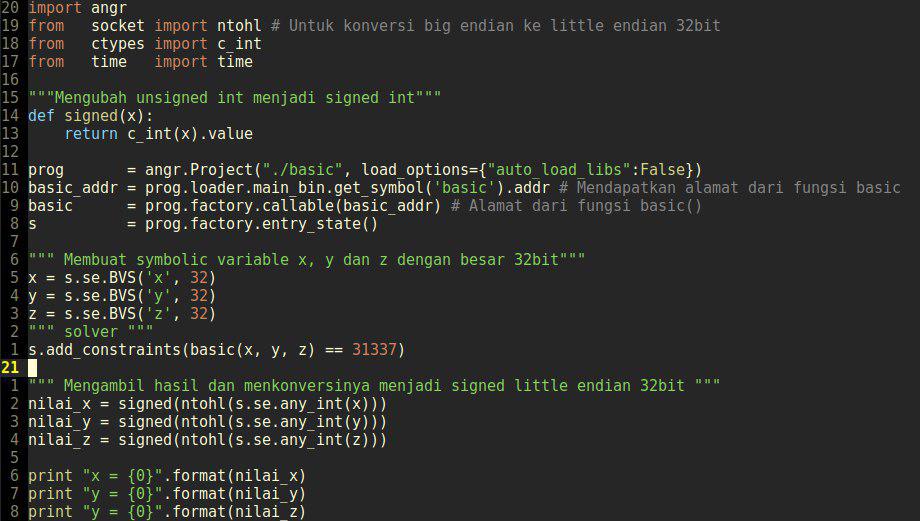 20 import angr
19 from   socket import ntohl # Untuk konversi big endian ke little endian 32bit
18 from   ctypes import c_int
17 from   time   import time
16
15 """Mengubah unsigned int menjadi signed int"""
14 def signed(x):
13     return c_int(x).value
12
11 prog       = angr.Project("./basic", load_options={"auto_load_libs":False})
10 basic_addr = prog.loader.main_bin.get_symbol('basic').addr # Mendapatkan alamat dari fungsi basic
9 basic      = prog.factory.callable(basic_addr) # Alamat dari fungsi basic()
8 s          = prog.factory.entry_state()
7
6 """ Membuat symbolic variable x, y dan z dengan besar 32bit"""
5 x = s.se.BVS('x', 32)
4 y = s.se.BVS('y', 32)
3 z = s.se.BVS('z', 32)
2 """ solver """
1 s.add_constraints(basic(x, y, z) == 31337)
21
1 """ Mengambil hasil dan menkonversinya menjadi signed little endian 32bit """
2 nilai_x = signed(ntohl(s.se.any_int(x)))
3 nilai_y = signed(ntohl(s.se.any_int(y)))
4 nilai_z = signed(ntohl(s.se.any_int(z)))
5
6 print "x = {0}".format(nilai_x)
7 print "y = {0}".format(nilai_y)
8 print "y = {0}".format(nilai_z)